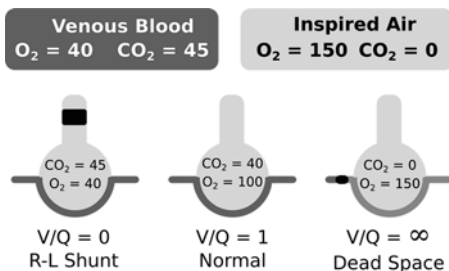 Venous Blood
O₂ = 40 CO₂ = 45
Inspired Air
O₂ = 150 CO₂ = 0
CO₂ = 45
O₂ = 40
V/Q = 0
R-L Shunt
CO₂ = 40
O₂ = 100
V/Q = 1
Normal
CO₂ = 0
O₂ = 150
V/Q = ∞
Dead Space